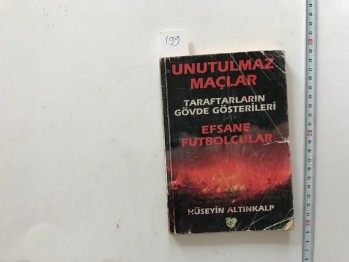 199
UNUTULMAZ
MAÇLAR
TARAFTARLARIN
GÖVDE GÖSTERİLERİ
EFSANE
FUTBOLCULAR
HÜSEYİN ALTINKALP